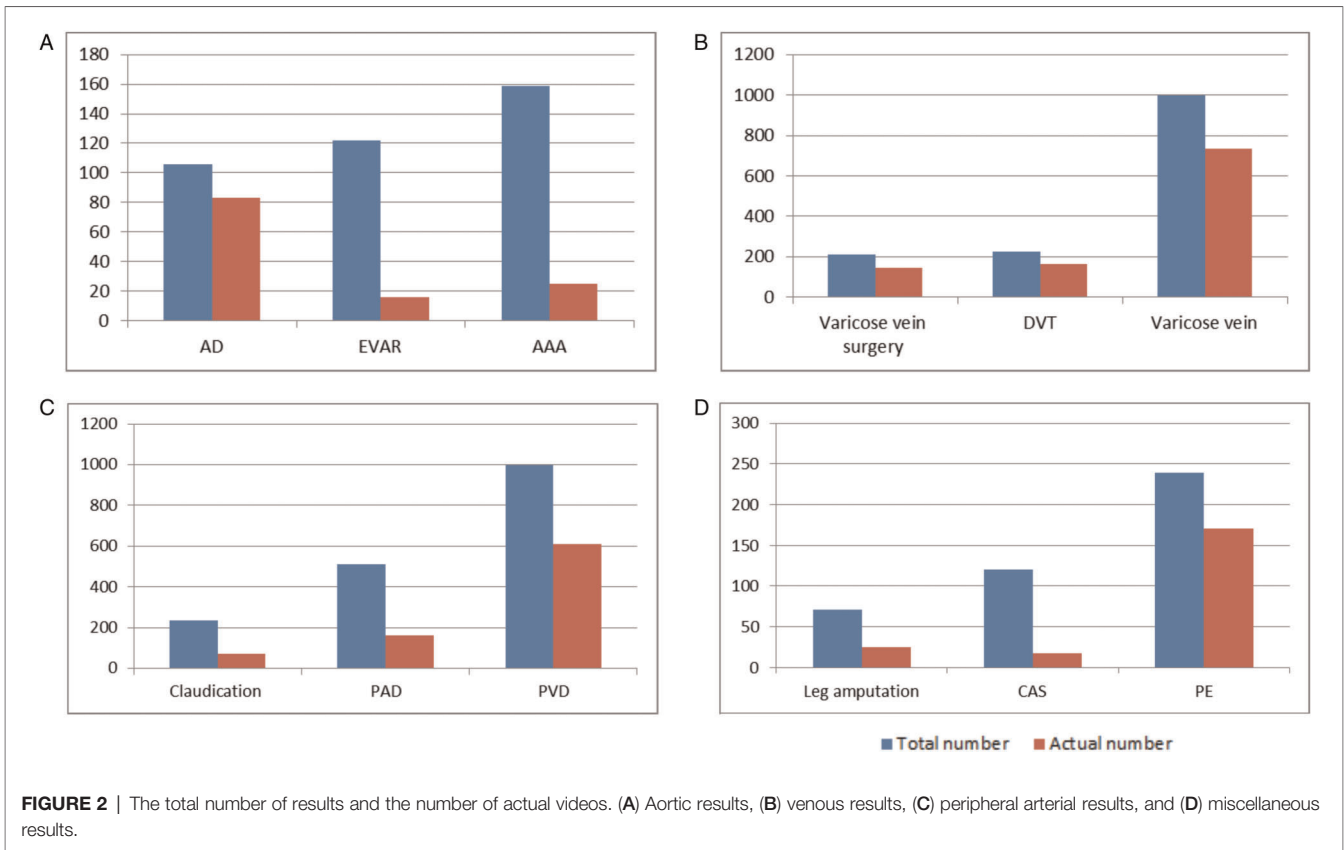 A
180
160
140
120
100
80
60
40
20
0
AD EVAR AAA
B
1200
1000
800
600
400
200
0
Varicose vein surgery DVT Varicose vein
C
1200
1000
800
600
400
200
0
Claudication PAD PVD
D
300
250
200
150
100
50
0
Leg amputation CAS PE
Total number Actual number
FIGURE 2 | The total number of results and the number of actual videos. (A) Aortic results, (B) venous results, (C) peripheral arterial results, and (D) miscellaneous
results.